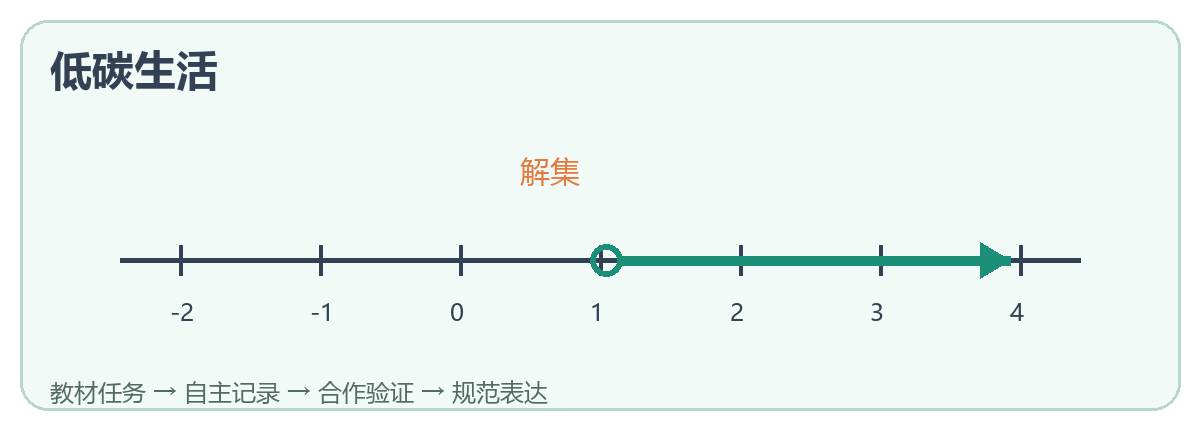 低碳生活
解集
-2 -1 0 1 2 3 4
教材任务 → 自主记录 → 合作验证 → 规范表达